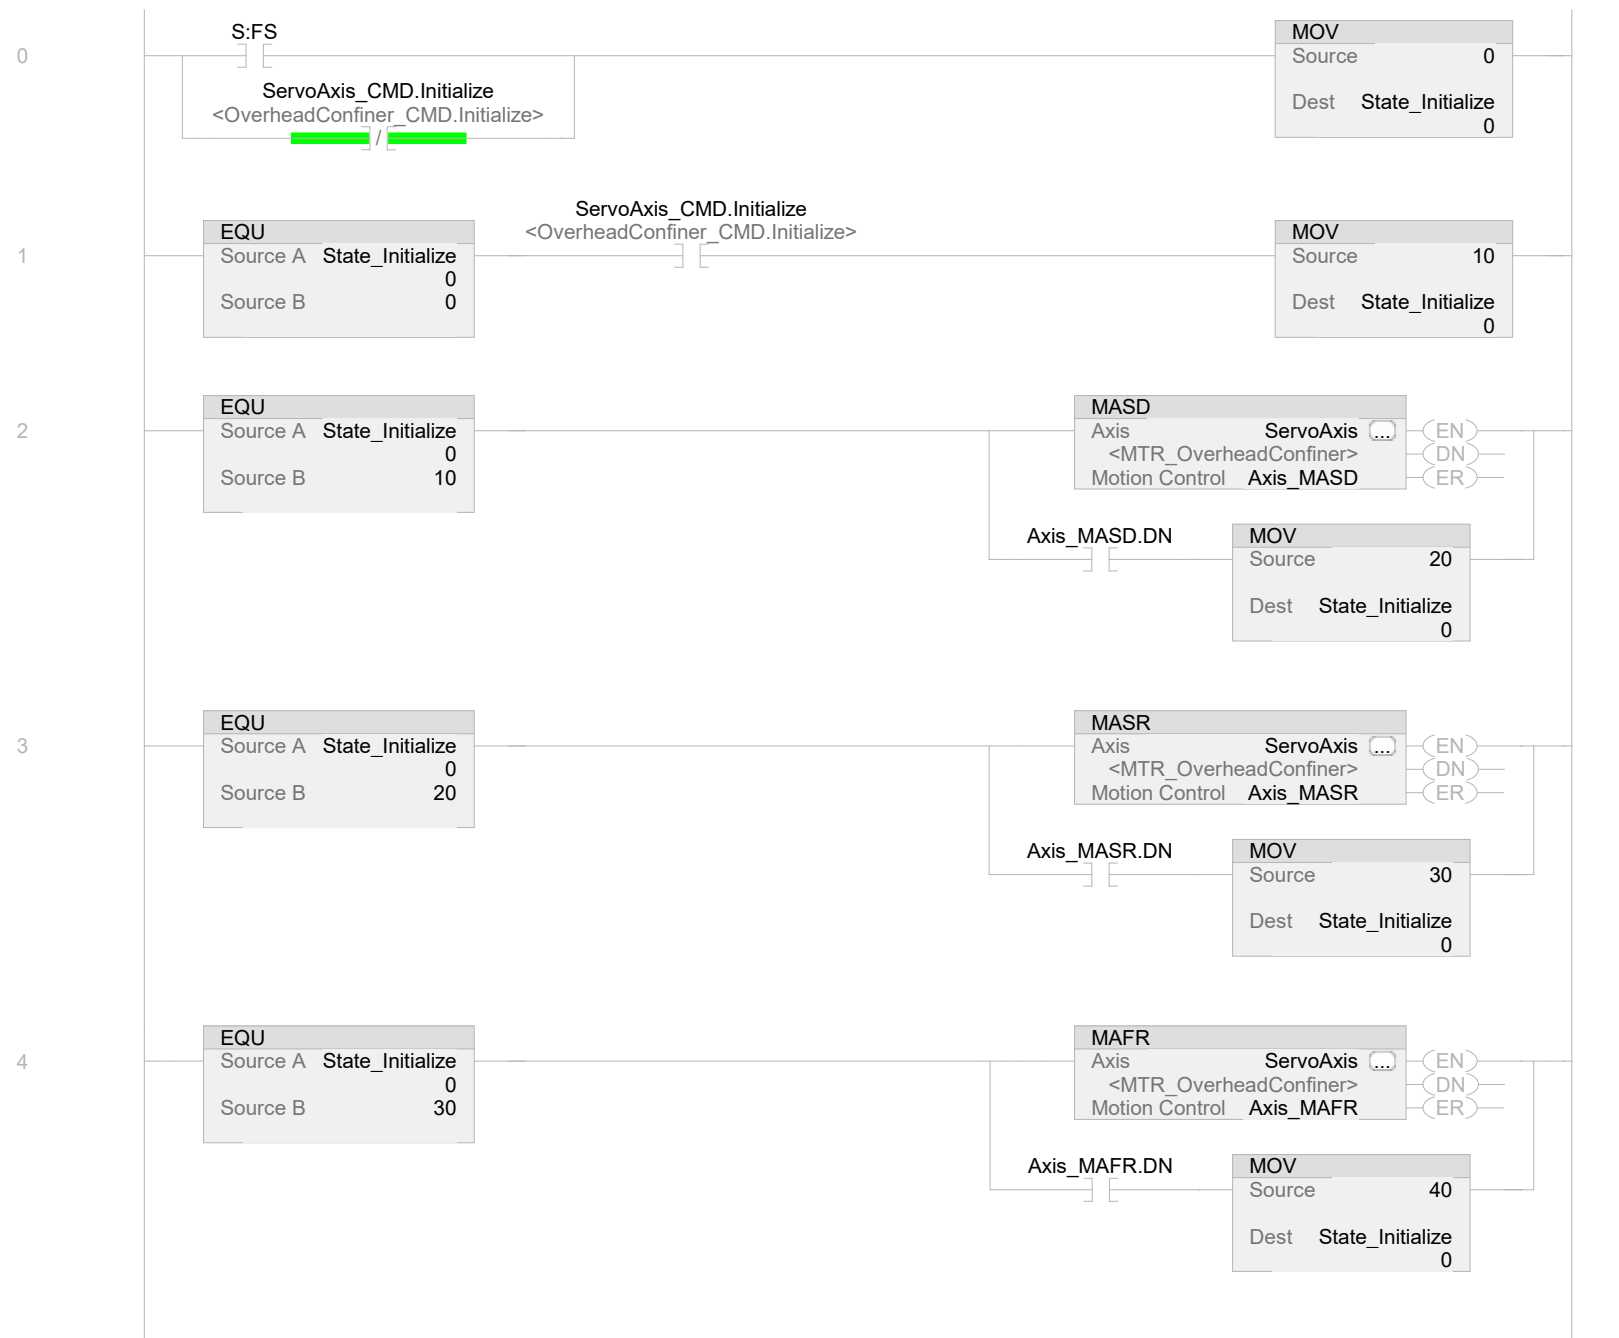 S:FS
MOV
0
Source 0
ServoAxis_CMD.Initialize
<OverheadConfiner_CMD.Initialize>
/
Dest State_Initialize
0
ServoAxis_CMD.Initialize
<OverheadConfiner_CMD.Initialize>
EQU
MOV
1
Source A State_Initialize
0
Source B 0
Source 10
Dest State_Initialize
0
EQU
MASD
2
Source A State_Initialize
0
Source B 10
Axis ServoAxis ... EN
<MTR_OverheadConfiner> DN
Motion Control Axis_MASD ER
Axis_MASD.DN
MOV
Source 20
Dest State_Initialize
0
EQU
MASR
3
Source A State_Initialize
0
Source B 20
Axis ServoAxis ... EN
<MTR_OverheadConfiner> DN
Motion Control Axis_MASR ER
Axis_MASR.DN
MOV
Source 30
Dest State_Initialize
0
EQU
MAFR
4
Source A State_Initialize
0
Source B 30
Axis ServoAxis ... EN
<MTR_OverheadConfiner> DN
Motion Control Axis_MAFR ER
Axis_MAFR.DN
MOV
Source 40
Dest State_Initialize
0